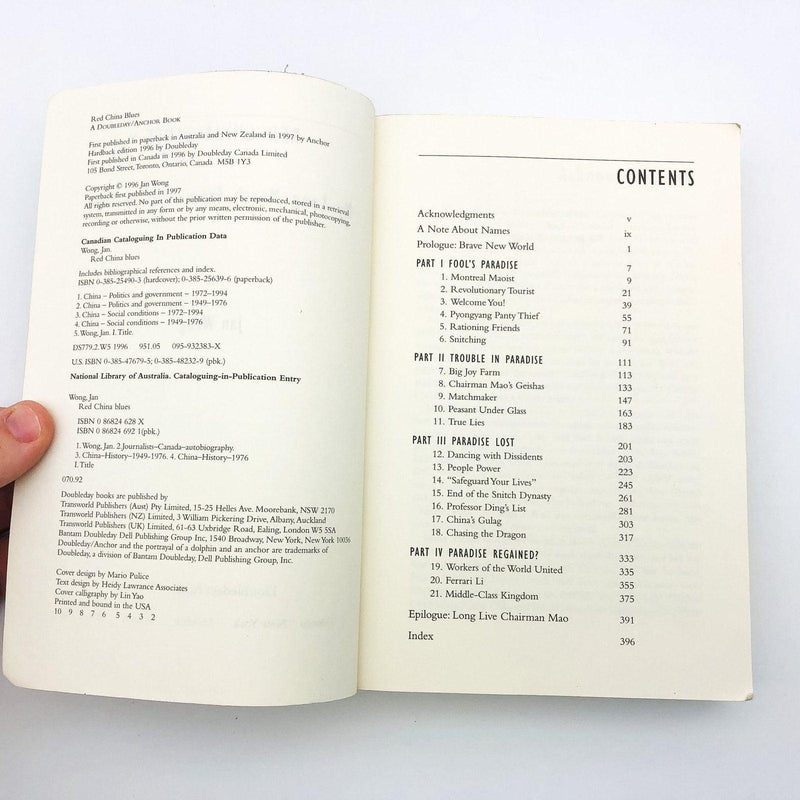 Red China Blues
A Doubleday/Anchor Book
First published in paperback in Australia and New Zealand in 1997 by Anchor
Hardback edition 1996 by Doubleday
First published in Canada in 1996 by Doubleday Canada Limited
105 Bond Street, Toronto, Ontario, Canada M5B 1Y3
Copyright © 1996 Jan Wong
Paperback first published in 1997
All rights reserved. No part of this publication may be reproduced, stored in a retrieval
system, transmitted in any form or by any means, electronic, mechanical, photocopying,
recording or otherwise, without the prior written permission of the publisher.
Canadian Cataloguing In Publication Data
Wong, Jan.
Red China blues
Includes bibliographical references and index.
ISBN 0-385-25490-3 (hardcover); 0-385-25639-6 (paperback)
1. China – Politics and government – 1972–1994
2. China – Politics and government – 1949–1976
3. China – Social conditions – 1972–1994
4. China – Social conditions – 1949–1976
5. Wong, Jan. I. Title.
DS779.2.W5 1996 951.05 095-932383-X
U.S. ISBN 0-385-47679-5; 0-385-48232-9 (pbk.)
National Library of Australia. Cataloguing-in-Publication Entry
Wong, Jan
Red China blues
ISBN 0 86824 628 X
ISBN 0 86824 692 1(pbk.)
1. Wong, Jan. 2.Journalists–Canada–autobiography.
3. China–History–1949-1976. 4. China–History–1976
I.Title
070.92
Doubleday books are published by
Transworld Publishers (Aust) Pty Limited, 15-25 Helles Ave. Moorebank, NSW 2170
Transworld Publishers (NZ) Limited, 3 William Pickering Drive, Albany, Auckland
Transworld Publishers (UK) Limited, 61-63 Uxbridge Road, Ealing, London W5 5SA
Bantam Doubleday Dell Publishing Group Inc, 1540 Broadway, New York, New York 10036
Doubleday/Anchor and the portrayal of a dolphin and an anchor are trademarks of
Doubleday, a division of Bantam Doubleday, Dell Publishing Group, Inc.
Cover design by Mario Pulice
Text design by Heidy Lawrance Associates
Cover calligraphy by Lin Yao
Printed and bound in the USA
10 9 8 7 6 5 4 3 2
CONTENTS
Acknowledgments v
A Note About Names ix
Prologue: Brave New World 1
PART I FOOL'S PARADISE 7
1. Montreal Maoist 9
2. Revolutionary Tourist 21
3. Welcome You! 39
4. Pyongyang Panty Thief 55
5. Rationing Friends 71
6. Snitching 91
PART II TROUBLE IN PARADISE 111
7. Big Joy Farm 113
8. Chairman Mao's Geishas 133
9. Matchmaker 147
10. Peasant Under Glass 163
11. True Lies 183
PART III PARADISE LOST 201
12. Dancing with Dissidents 203
13. People Power 223
14. "Safeguard Your Lives" 245
15. End of the Snitch Dynasty 261
16. Professor Ding's List 281
17. China's Gulag 303
18. Chasing the Dragon 317
PART IV PARADISE REGAINED? 333
19. Workers of the World United 335
20. Ferrari Li 355
21. Middle-Class Kingdom 375
Epilogue: Long Live Chairman Mao 391
Index 396